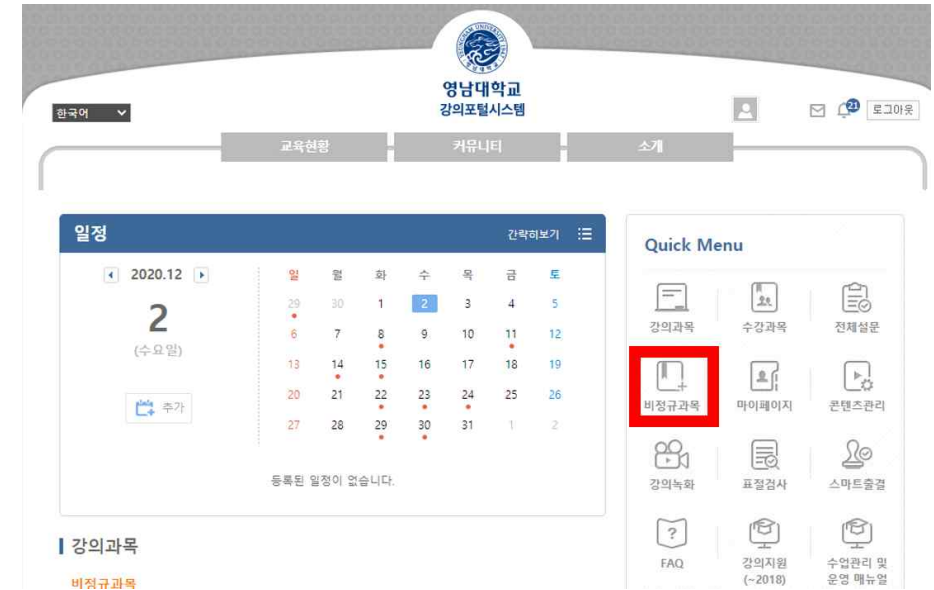 영남대학교
강의포털시스템
한국어
21
로그아웃
교육현황
커뮤니티
소개
일정
간략히보기
2020.12
2
(수요일)
추가
일 월 화 수 목 금 토
29 30 1 2 3 4 5
6 7 8 9 10 11 12
13 14 15 16 17 18 19
20 21 22 23 24 25 26
27 28 29 30 31 1 2
등록된 일정이 없습니다.
Quick Menu
강의과목 수강과목 전체설문
비정규과목 마이페이지 콘텐츠관리
강의녹화 표절검사 스마트출결
FAQ
강의지원
(~2018)
수업관리 및
운영 매뉴얼
강의과목
비정규과목